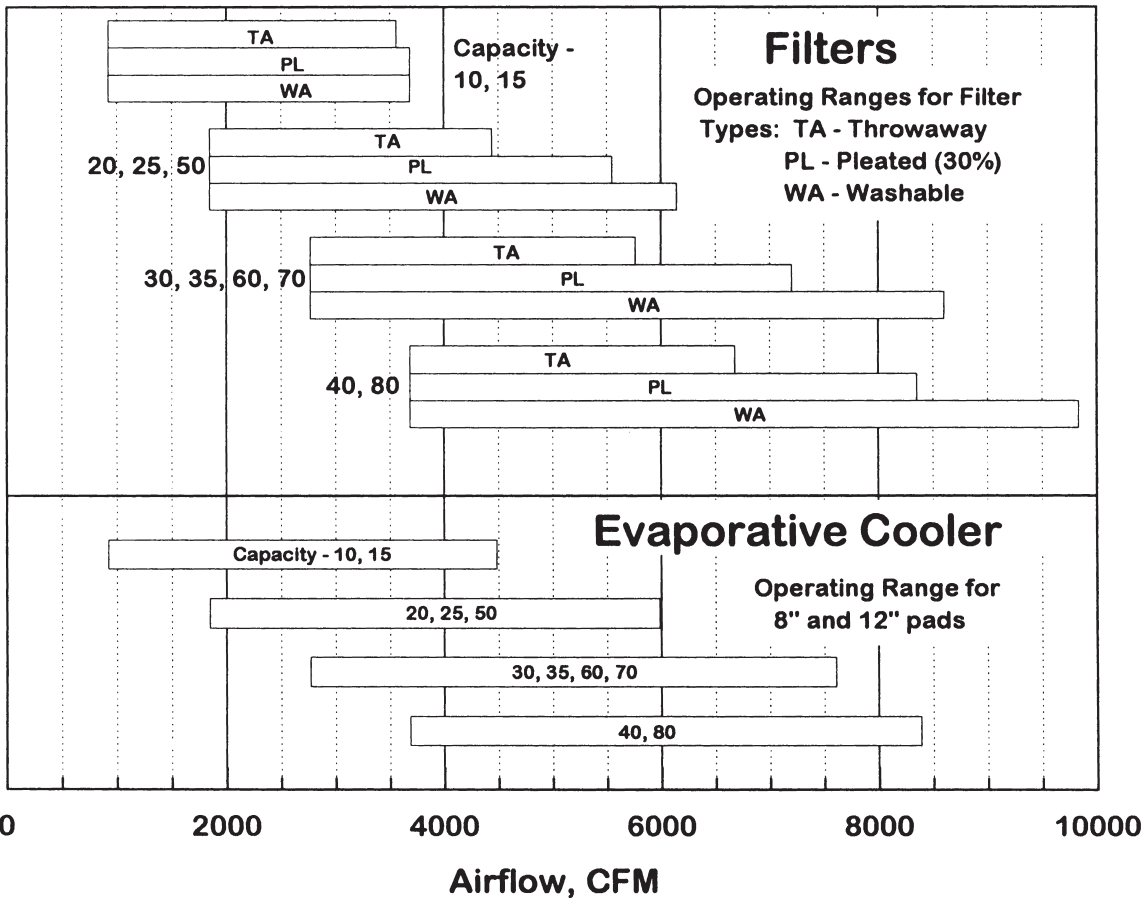 TA
PL
WA
Capacity -
10, 15
Filters
Operating Ranges for Filter
Types: TA - Throwaway
PL - Pleated (30%)
WA - Washable
20, 25, 50
TA
PL
WA
30, 35, 60, 70
TA
PL
WA
40, 80
TA
PL
WA
Evaporative Cooler
Operating Range for
8" and 12" pads
Capacity - 10, 15
20, 25, 50
30, 35, 60, 70
40, 80
0 2000 4000 6000 8000 10000
Airflow, CFM